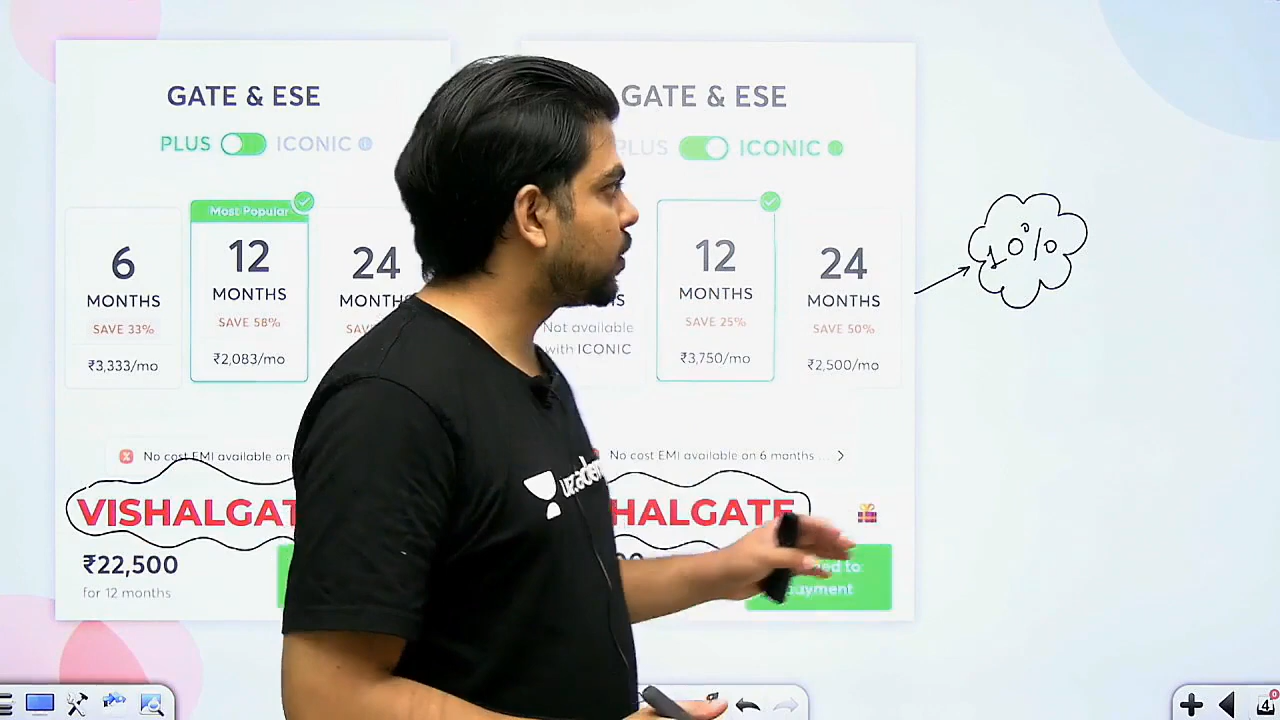 GATE & ESE
PLUS ICONIC
Most Popular
6
MONTHS
SAVE 33%
₹3,333/mo
12
MONTHS
SAVE 58%
₹2,083/mo
24
MONTHS
No cost EMI available on
VISHALGAT
₹22,500
for 12 months
GATE & ESE
ICONIC
Not available
with ICONIC
12
MONTHS
SAVE 25%
₹3,750/mo
24
MONTHS
SAVE 50%
₹2,500/mo
No cost EMI available on 6 months ...
HALGATE
10%
4
0